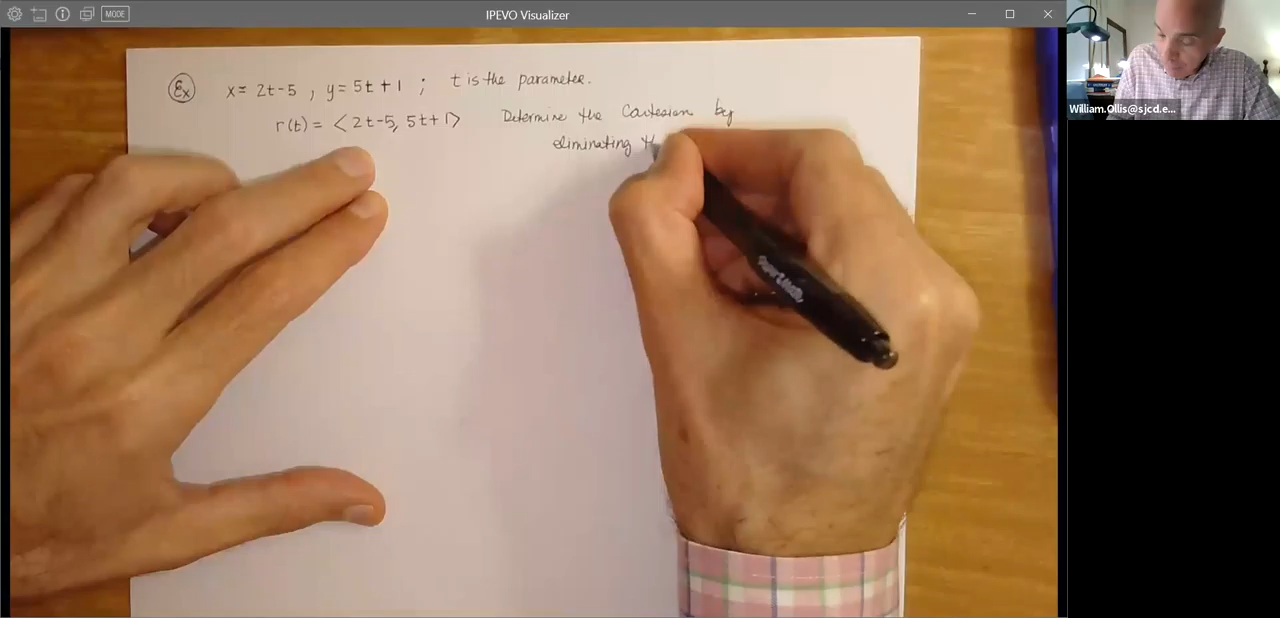 IPEVO Visualizer
MODE
Ex x = 2t-5 , y = 5t + 1 ; t is the parameter.
r(t) = < 2t-5, 5t+1 > Determine the Cartesian by
eliminating
William.Ollis@sjcd.e...